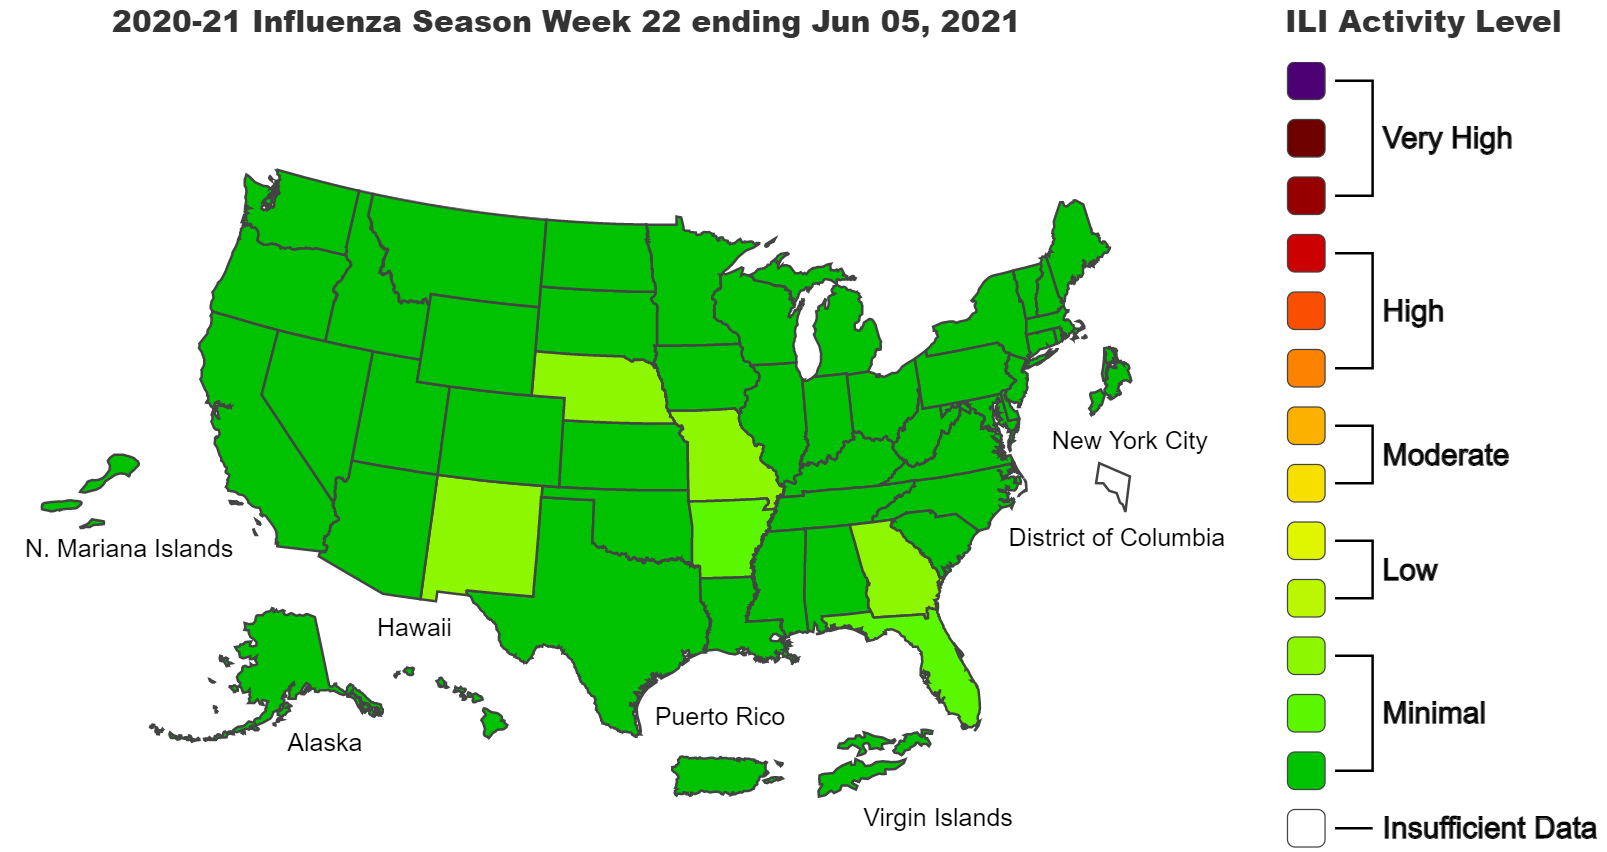 2020-21 Influenza Season Week 22 ending Jun 05, 2021
ILI Activity Level
Very High
High
Moderate
Low
Minimal
Insufficient Data
New York City
District of Columbia
N. Mariana Islands
Hawaii
Alaska
Puerto Rico
Virgin Islands